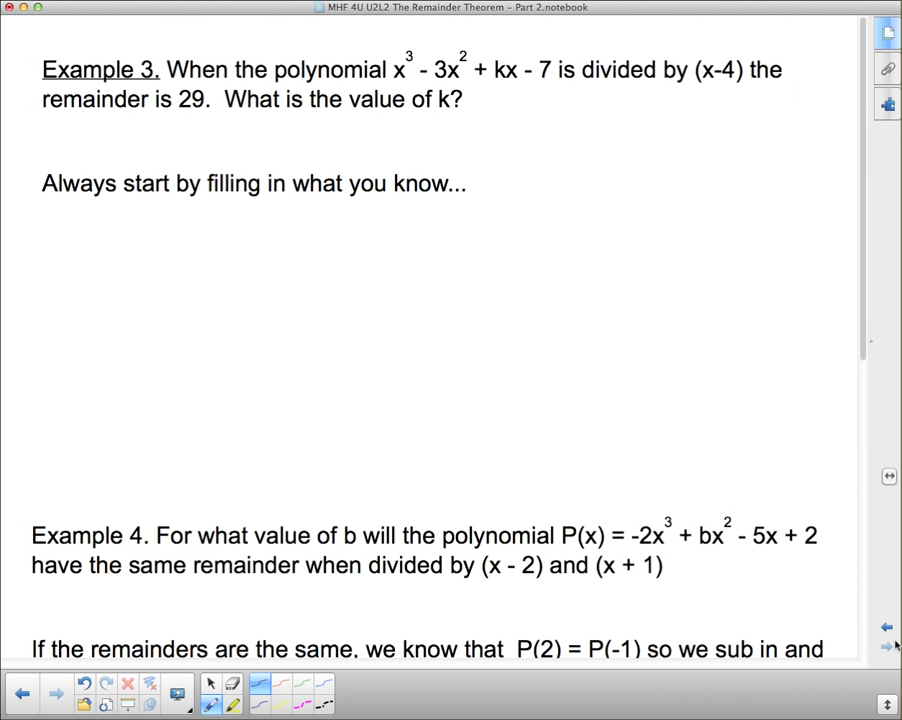 MHF 4U U2L2 The Remainder Theorem - Part 2.notebook
Example 3. When the polynomial x³ - 3x² + kx - 7 is divided by (x-4) the
remainder is 29.  What is the value of k?
Always start by filling in what you know...
Example 4. For what value of b will the polynomial P(x) = -2x³ + bx² - 5x + 2
have the same remainder when divided by (x - 2) and (x + 1)
If the remainders are the same, we know that  P(2) = P(-1) so we sub in and